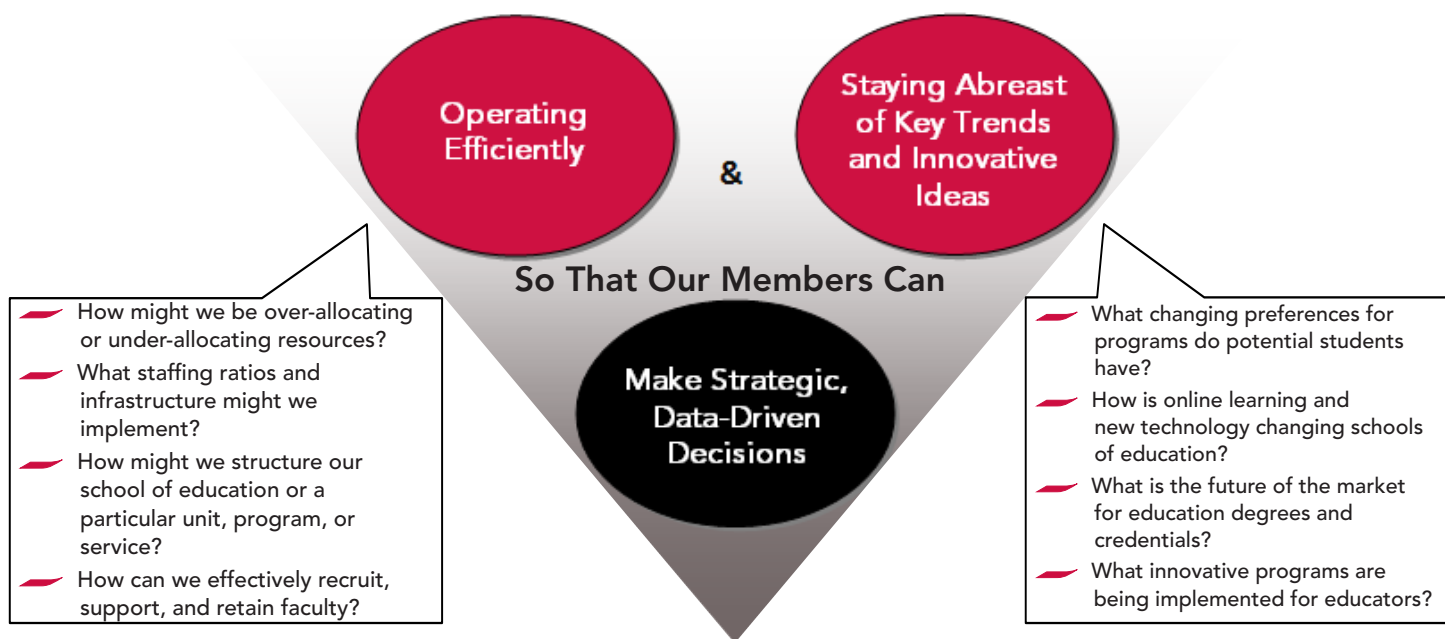 Operating
Efficiently
&
Staying Abreast
of Key Trends
and Innovative
Ideas
So That Our Members Can
Make Strategic,
Data-Driven
Decisions
How might we be over-allocating
or under-allocating resources?
What staffing ratios and
infrastructure might we
implement?
How might we structure our
school of education or a
particular unit, program, or
service?
How can we effectively recruit,
support, and retain faculty?
What changing preferences for
programs do potential students
have?
How is online learning and
new technology changing schools
of education?
What is the future of the market
for education degrees and
credentials?
What innovative programs are
being implemented for educators?